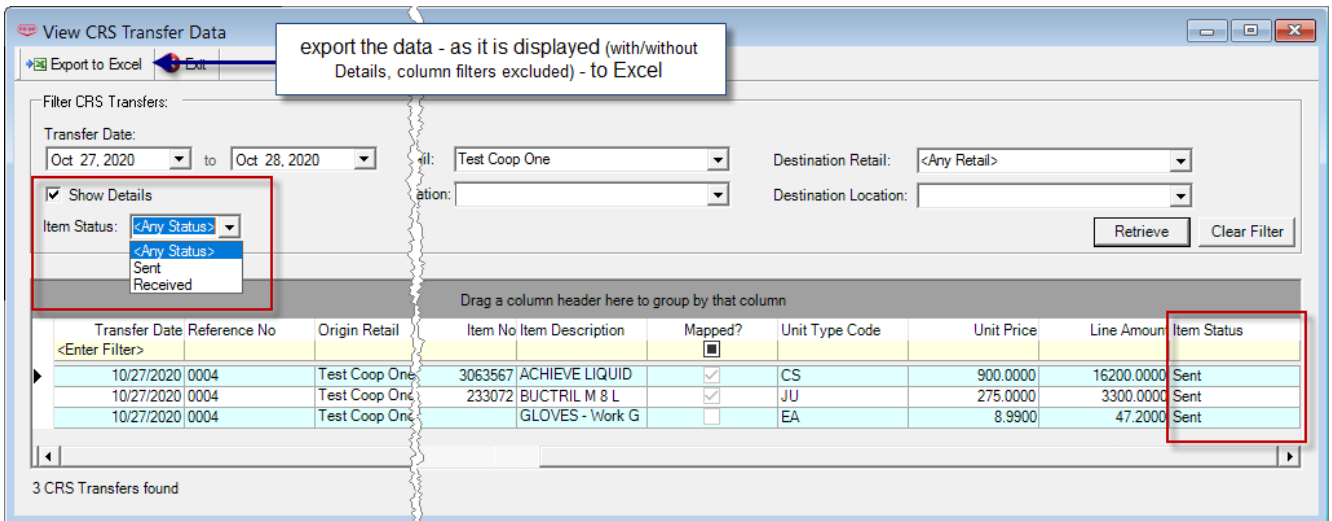 View CRS Transfer Data
Export to Excel Exit
export the data - as it is displayed (with/without
Details, column filters excluded) - to Excel
Filter CRS Transfers:
Transfer Date:
Oct 27, 2020 to Oct 28, 2020 ail: Test Coop One Destination Retail: <Any Retail>
Show Details ation: Destination Location:
Item Status: <Any Status>
<Any Status>
Sent
Received
Retrieve Clear Filter
Drag a column header here to group by that column
Transfer Date Reference No Origin Retail Item No Item Description Mapped? Unit Type Code Unit Price Line Amount Item Status
<Enter Filter>
10/27/2020 0004 Test Coop One 3063567 ACHIEVE LIQUID CS 900.0000 16200.0000 Sent
10/27/2020 0004 Test Coop One 233072 BUCTRIL M 8 L JU 275.0000 3300.0000 Sent
10/27/2020 0004 Test Coop One GLOVES - Work G EA 8.9900 47.2000 Sent
3 CRS Transfers found